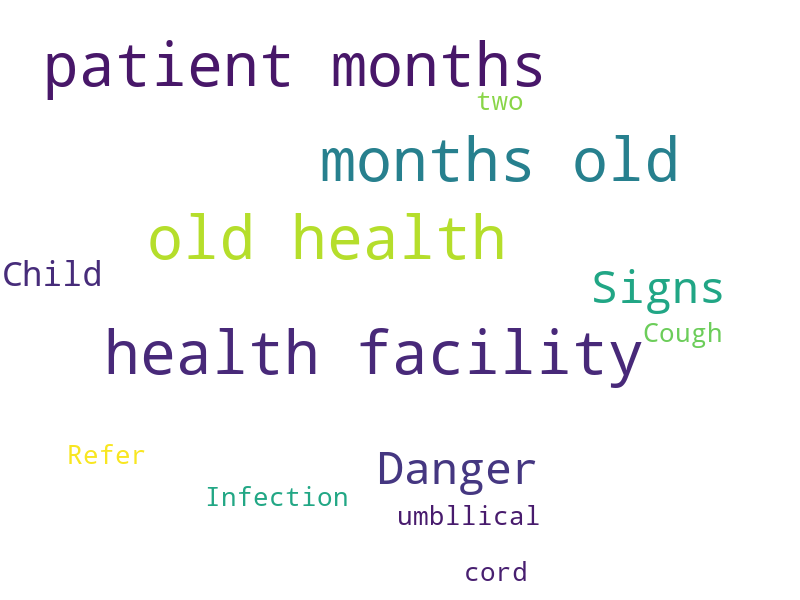 patient months
two
months old
old health
Child
Signs
Cough
health facility
Refer
Danger
Infection
umbllical
cord